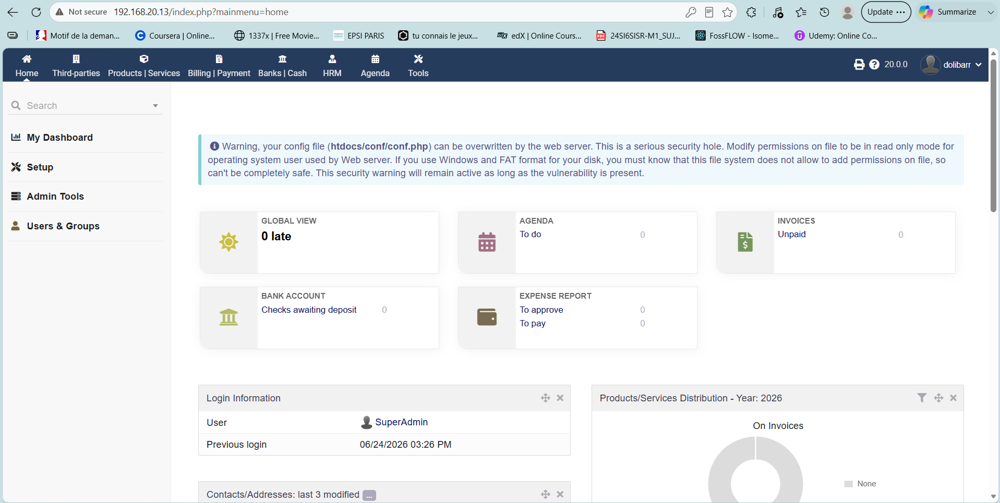 Not secure 192.168.20.13/index.php?mainmenu=home Update Summarize
Motif de la deman... Coursera | Online... 1337x | Free Movie... EPSI PARIS tu connais le jeux... edX | Online Cours... 24SI6SISR-M1_SUJ... FossFLOW - Isome... Udemy: Online Co...
Home Third-parties Products | Services Billing | Payment Banks | Cash HRM Agenda Tools 20.0.0 dolibarr
Search
My Dashboard
Setup
Admin Tools
Users & Groups
Warning, your config file (htdocs/conf/conf.php) can be overwritten by the web server. This is a serious security hole. Modify permissions on file to be in read only mode for
operating system user used by Web server. If you use Windows and FAT format for your disk, you must know that this file system does not allow to add permissions on file, so
can't be completely safe. This security warning will remain active as long as the vulnerability is present.
GLOBAL VIEW
0 late
AGENDA
To do 0
INVOICES
Unpaid 0
BANK ACCOUNT
Checks awaiting deposit 0
EXPENSE REPORT
To approve 0
To pay 0
Login Information
User SuperAdmin
Previous login 06/24/2026 03:26 PM
Contacts/Addresses: last 3 modified ...
Products/Services Distribution - Year: 2026
On Invoices
None